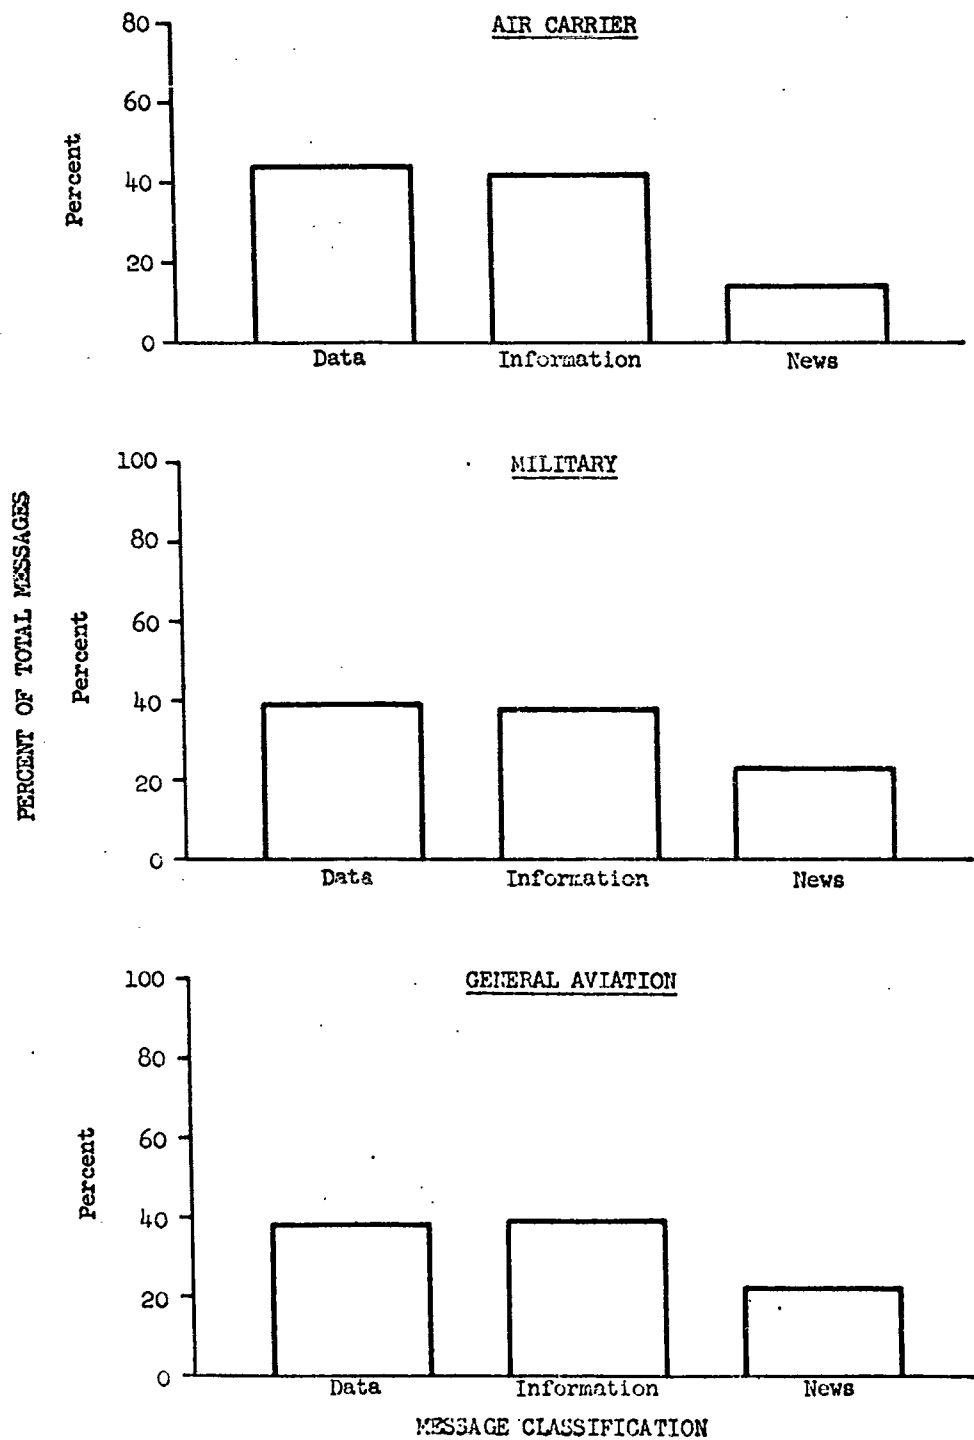 AIR CARRIER
80
60
40
20
0
Percent
Data Information News
PERCENT OF TOTAL MESSAGES
MILITARY
100
80
60
40
20
0
Percent
Data Information News
GENERAL AVIATION
100
80
60
40
20
0
Percent
Data Information News
MESSAGE CLASSIFICATION